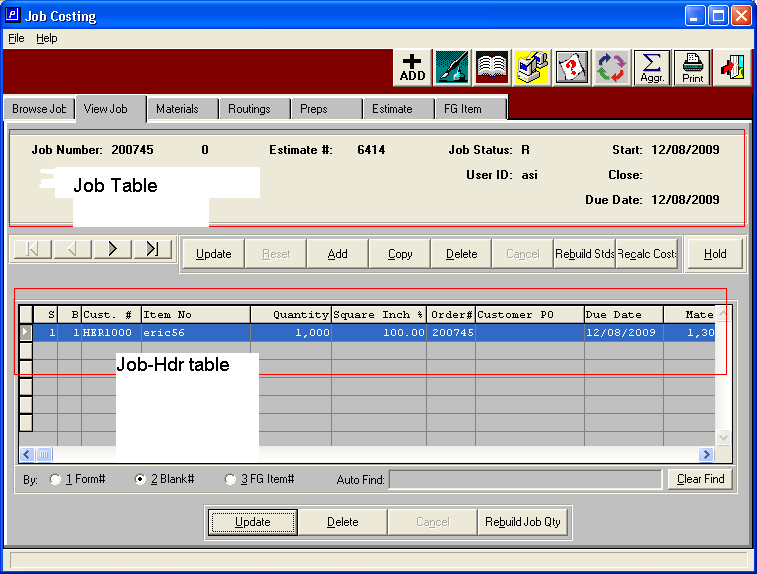 Job Costing
File Help
ADD Aggr. Print
Browse Job View Job Materials Routings Preps Estimate FG Item
Job Number: 200745 0 Estimate #: 6414 Job Status: R Start: 12/08/2009
User ID: asi Close:
Job Table
Due Date: 12/08/2009
Update Reset Add Copy Delete Cancel Rebuild Stds Recalc Cost Hold
S B Cust. # Item No Quantity Square Inch % Order# Customer PO Due Date Mate
1 1 HER1000 eric56 1,000 100.00 200745 12/08/2009 1,30
Job-Hdr table
By: 1 Form# 2 Blank# 3 FG Item# Auto Find: Clear Find
Update Delete Cancel Rebuild Job Qty